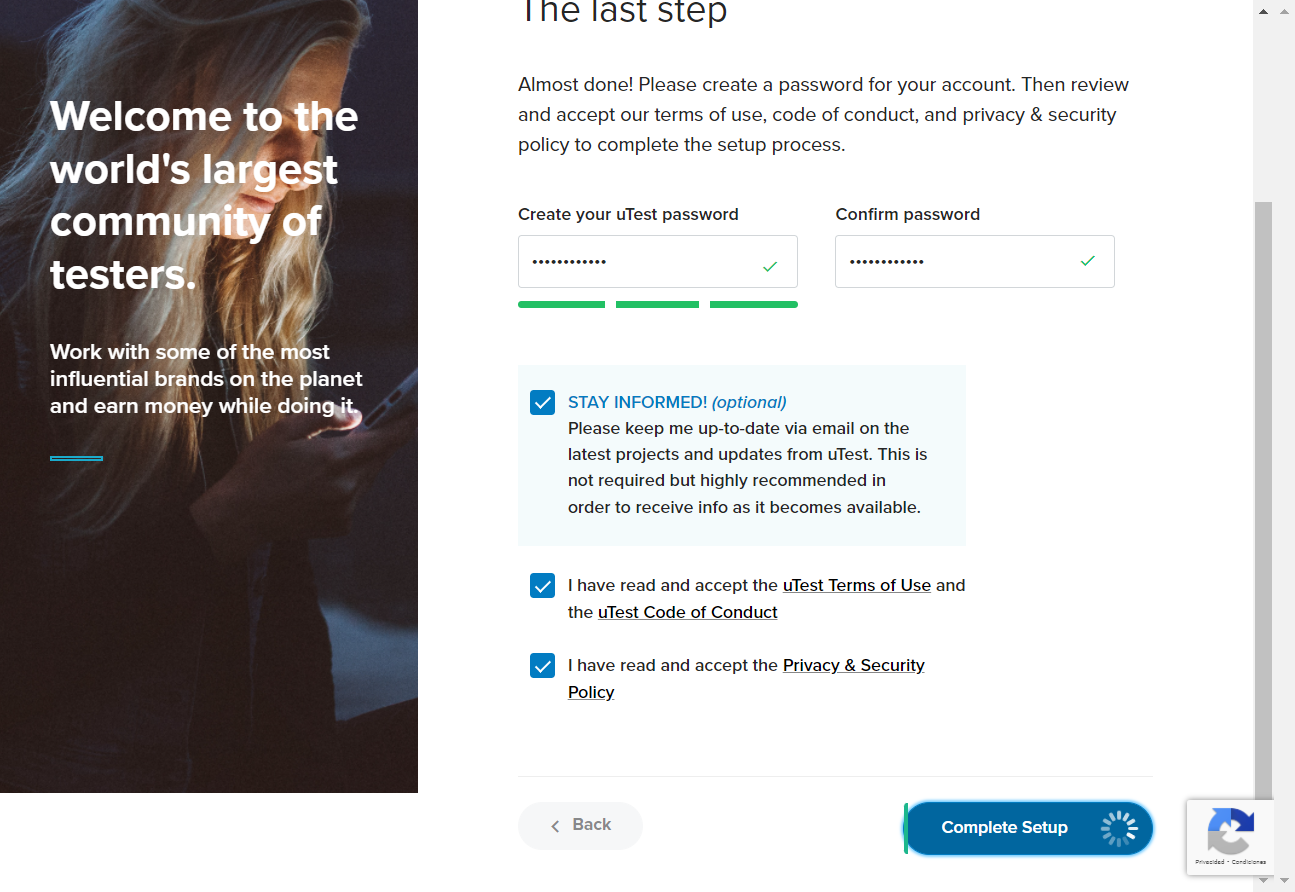 Welcome to the
world's largest
community of
testers.
Work with some of the most
influential brands on the planet
and earn money while doing it.
The last step
Almost done! Please create a password for your account. Then review
and accept our terms of use, code of conduct, and privacy & security
policy to complete the setup process.
Create your uTest password
Confirm password
••••••••••••
••••••••••••
STAY INFORMED! (optional)
Please keep me up-to-date via email on the
latest projects and updates from uTest. This is
not required but highly recommended in
order to receive info as it becomes available.
I have read and accept the uTest Terms of Use and
the uTest Code of Conduct
I have read and accept the Privacy & Security
Policy
Back
Complete Setup
Privacidad - Condiciones